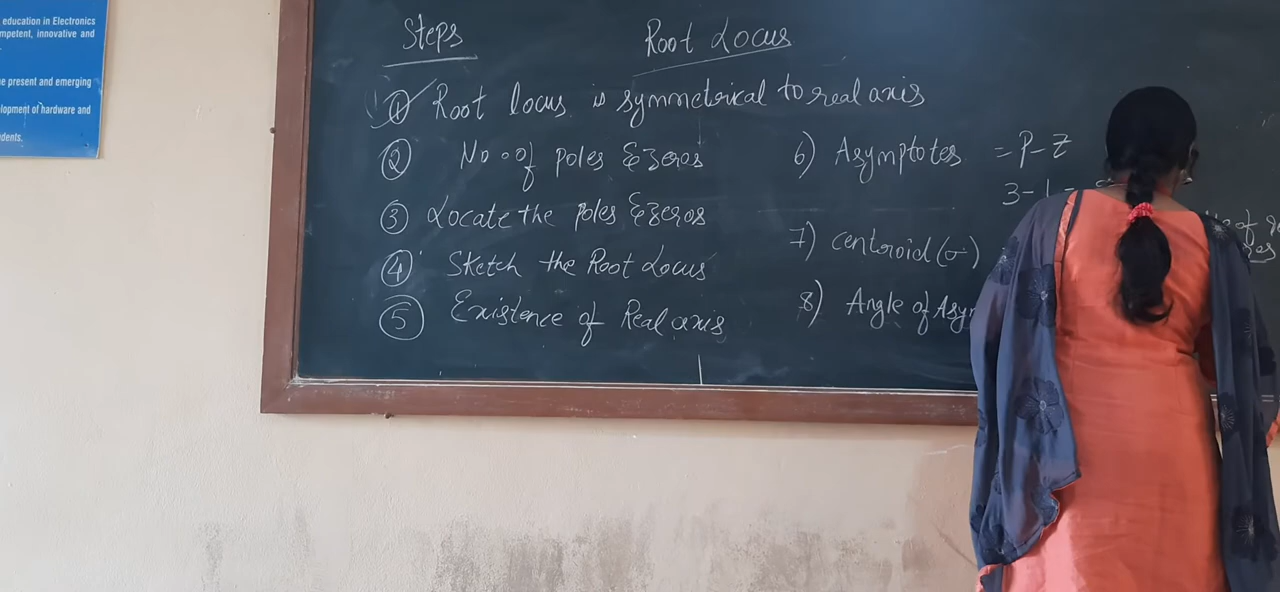 education in Electronics
mpetent, innovative and
e present and emerging
lopment of hardware and
dents.
Steps
Root Locus
① Root locus is symmetrical to real axis
② No. of poles & zeros
③ Locate the poles & zeros
④ Sketch the Root Locus
⑤ Existence of Real axis
6) Asymptotes = P-Z
3-1 =
7) Centroid (σ)
8) Angle of Asy